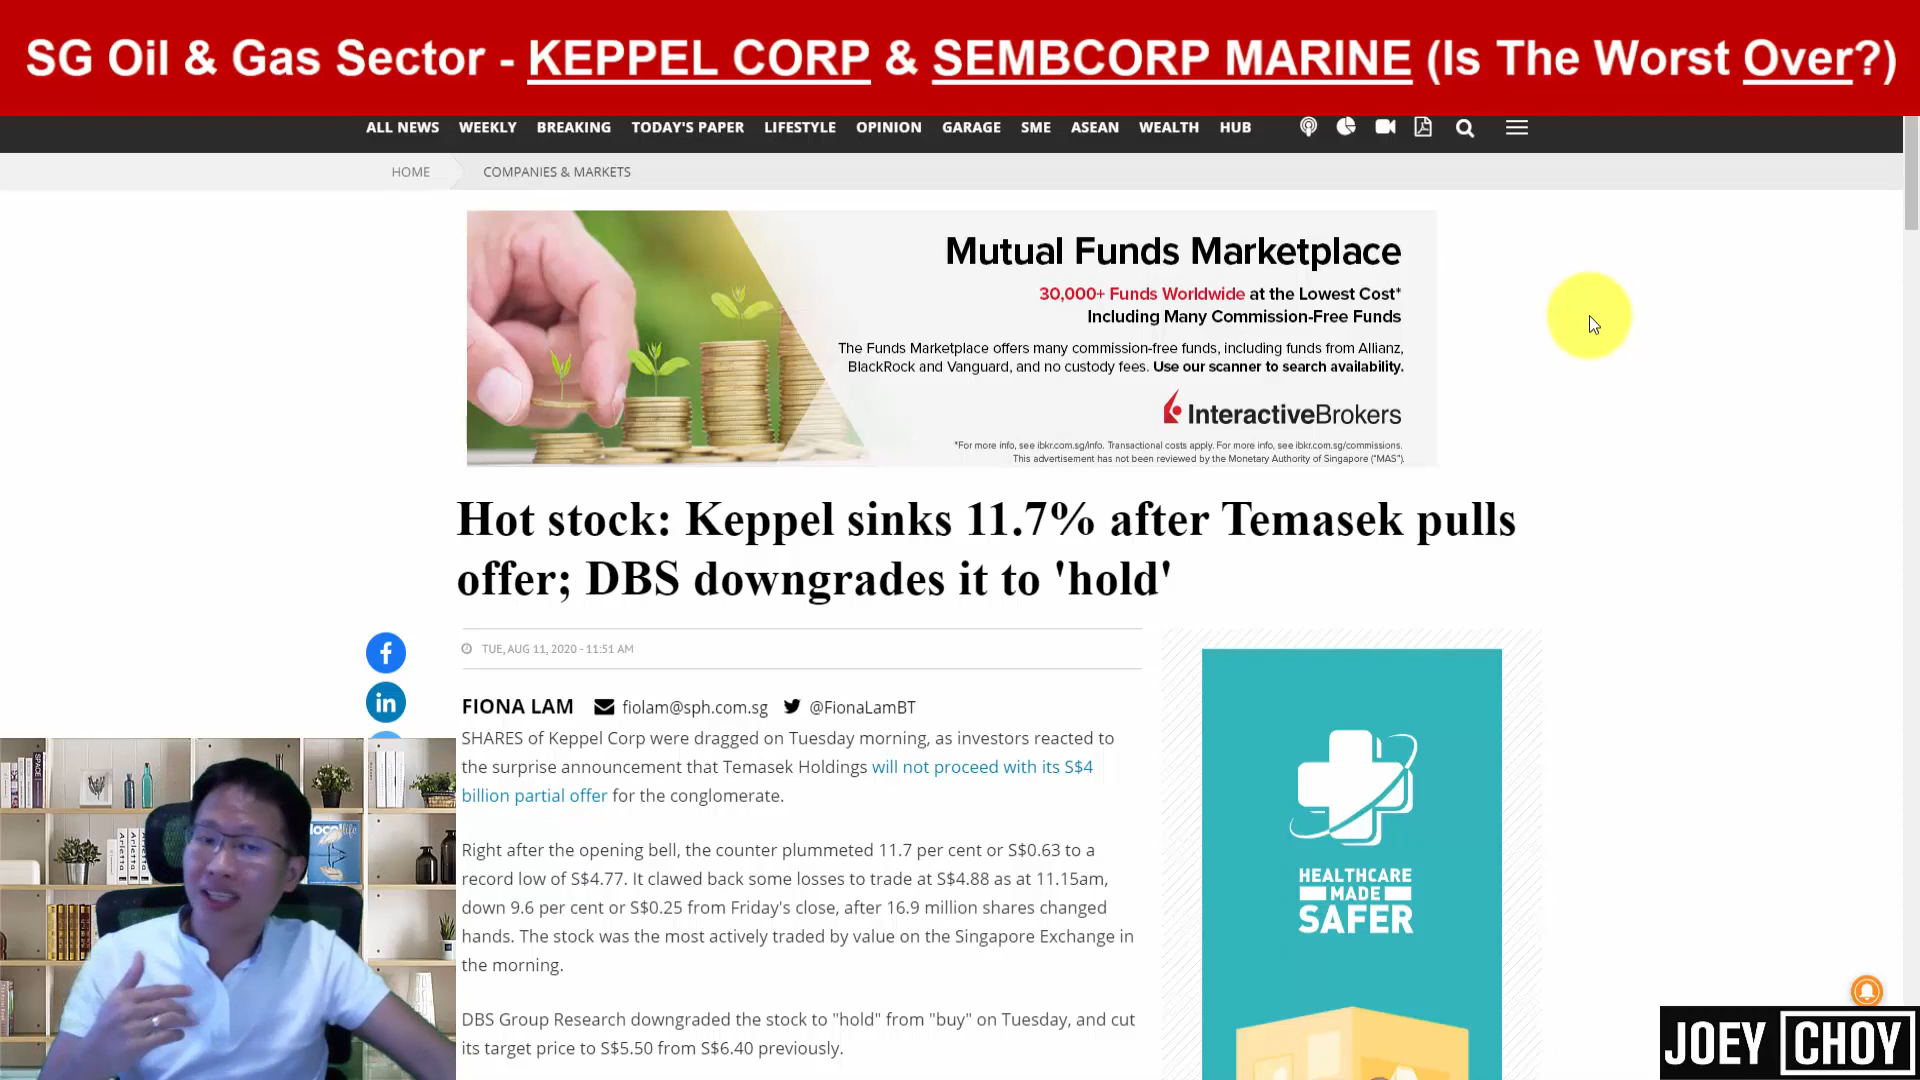 SG Oil & Gas Sector - KEPPEL CORP & SEMBCORP MARINE (Is The Worst Over?)
ALL NEWS WEEKLY BREAKING TODAY'S PAPER LIFESTYLE OPINION GARAGE SME ASEAN WEALTH HUB
HOME COMPANIES & MARKETS
Mutual Funds Marketplace
30,000+ Funds Worldwide at the Lowest Cost*
Including Many Commission-Free Funds
The Funds Marketplace offers many commission-free funds, including funds from Allianz,
BlackRock and Vanguard, and no custody fees. Use our scanner to search availability.
InteractiveBrokers
*For more info, see ibkr.com.sg/info. Transactional costs apply. For more info, see ibkr.com.sg/commissions.
This advertisement has not been reviewed by the Monetary Authority of Singapore ("MAS").
Hot stock: Keppel sinks 11.7% after Temasek pulls
offer; DBS downgrades it to 'hold'
TUE, AUG 11, 2020 - 11:51 AM
FIONA LAM fiolam@sph.com.sg @FionaLamBT
SHARES of Keppel Corp were dragged on Tuesday morning, as investors reacted to
the surprise announcement that Temasek Holdings will not proceed with its S$4
billion partial offer for the conglomerate.
Right after the opening bell, the counter plummeted 11.7 per cent or S$0.63 to a
record low of S$4.77. It clawed back some losses to trade at S$4.88 as at 11.15am,
down 9.6 per cent or S$0.25 from Friday's close, after 16.9 million shares changed
hands. The stock was the most actively traded by value on the Singapore Exchange in
the morning.
DBS Group Research downgraded the stock to "hold" from "buy" on Tuesday, and cut
its target price to S$5.50 from S$6.40 previously.
HEALTHCARE
MADE
SAFER
JOEY CHOY